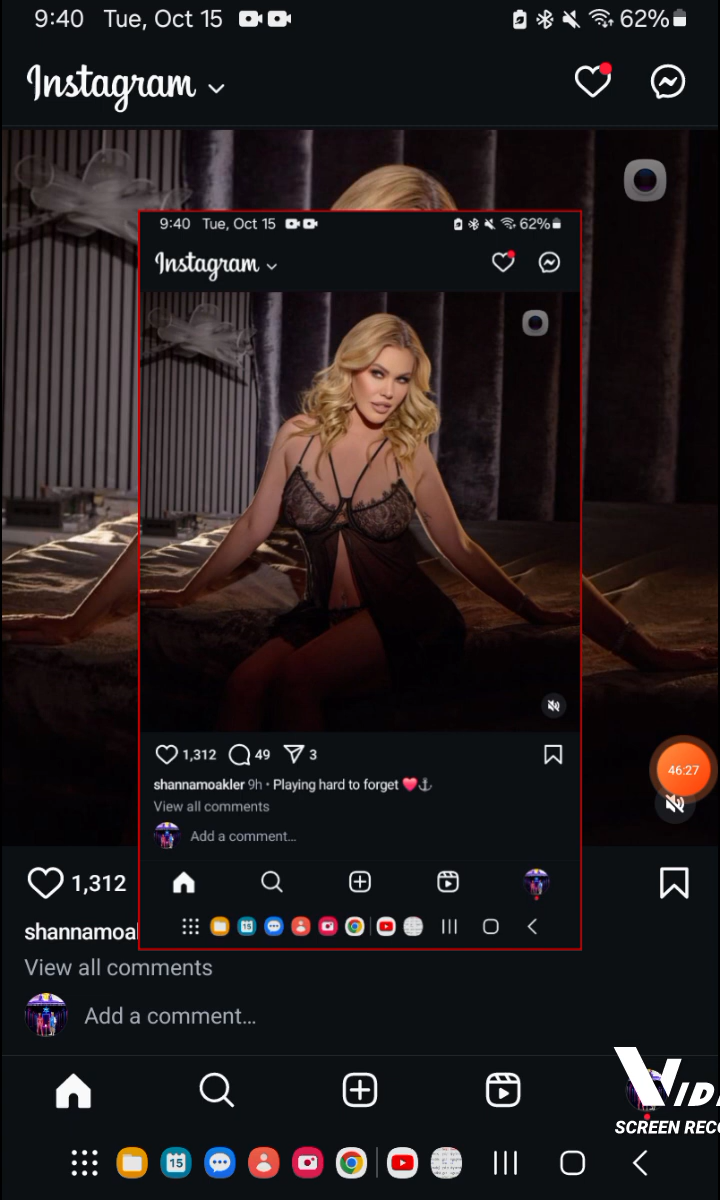 9:40 Tue, Oct 15 62%
Instagram
9:40 Tue, Oct 15 62%
Instagram
1,312 49 3
shannamoakler 9h • Playing hard to forget ❤️⚓
View all comments
Add a comment...
15
46:27
1,312
shannamoal
View all comments
Add a comment...
VID
SCREEN REC
15